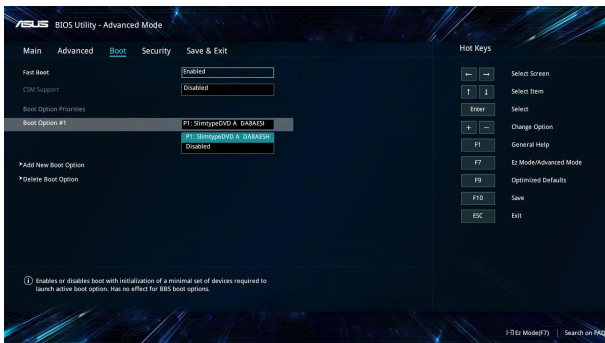 ASUS BIOS Utility - Advanced Mode
Main Advanced Boot Security Save & Exit
Hot Keys
Fast Boot Enabled
CSM Support Disabled
Boot Option Priorities
Boot Option #1 P1: SlimtypeDVD A DA8AESI
P1: SlimtypeDVD A DA8AESH
Disabled
Add New Boot Option
Delete Boot Option
← → Select Screen
↑ ↓ Select Item
Enter Select
+ − Change Option
F1 General Help
F7 Ez Mode/Advanced Mode
F9 Optimized Defaults
F10 Save
ESC Exit
Enables or disables boot with initialization of a minimal set of devices required to
launch active boot option. Has no effect for BBS boot options.
Ez Mode(F7) | Search on FAQ